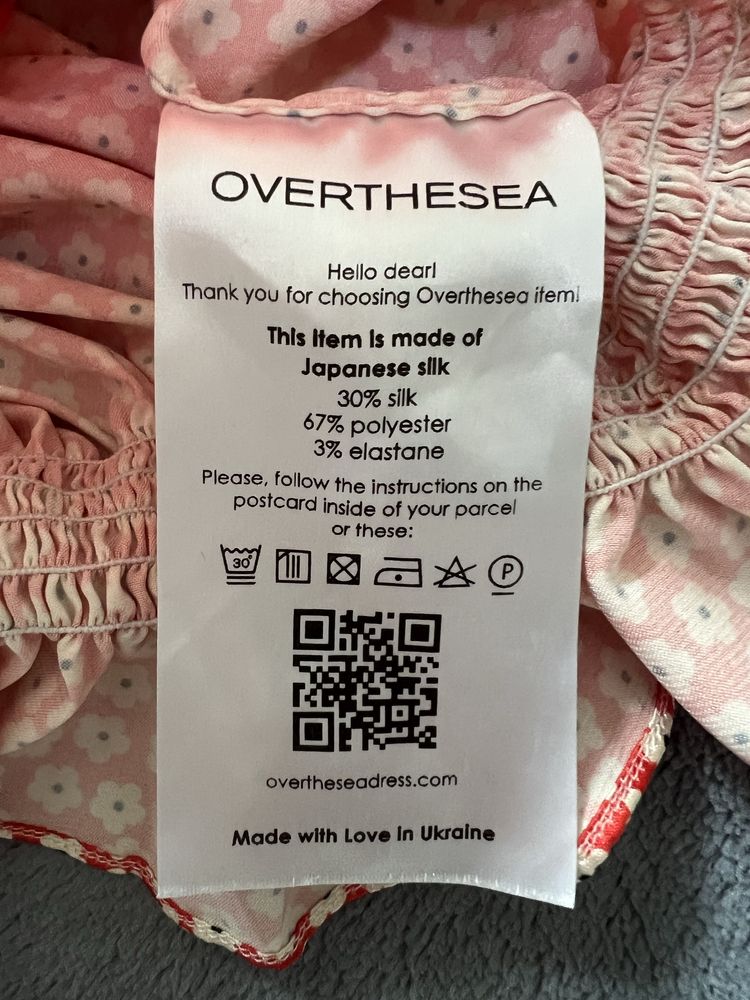 OVERTHESEA
Hello dear!
Thank you for choosing Overthesea item!
This item is made of
Japanese silk
30% silk
67% polyester
3% elastane
Please, follow the instructions on the
postcard inside of your parcel
or these:
30° P
overtheseadress.com
Made with Love in Ukraine